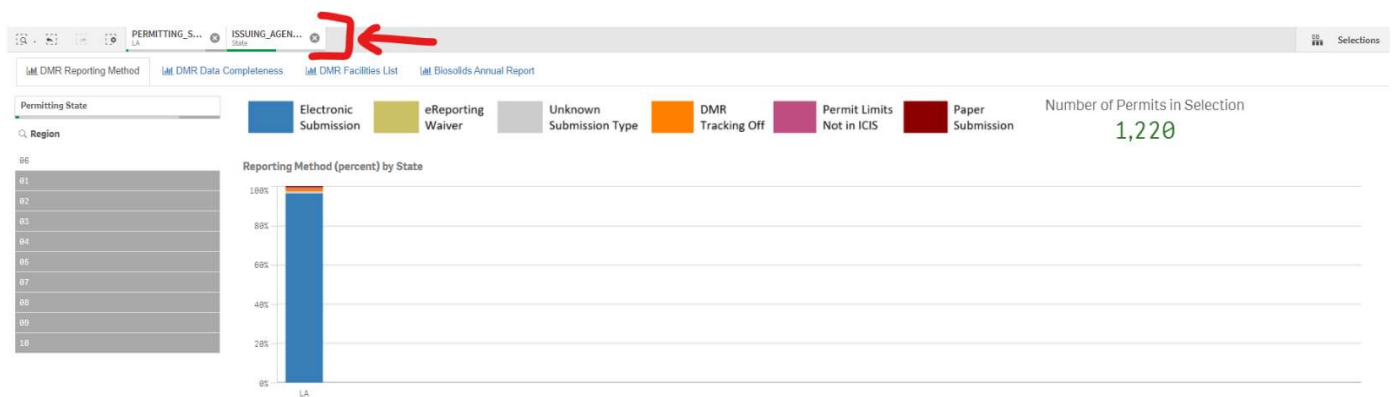 PERMITTING_S...
LA
ISSUING_AGEN...
State
Selections
DMR Reporting Method
DMR Data Completeness
DMR Facilities List
Biosolids Annual Report
Permitting State
Region
06
01
02
03
04
05
07
08
09
10
Electronic
Submission
eReporting
Waiver
Unknown
Submission Type
DMR
Tracking Off
Permit Limits
Not in ICIS
Paper
Submission
Number of Permits in Selection
1,220
Reporting Method (percent) by State
100%
80%
60%
40%
20%
0%
LA